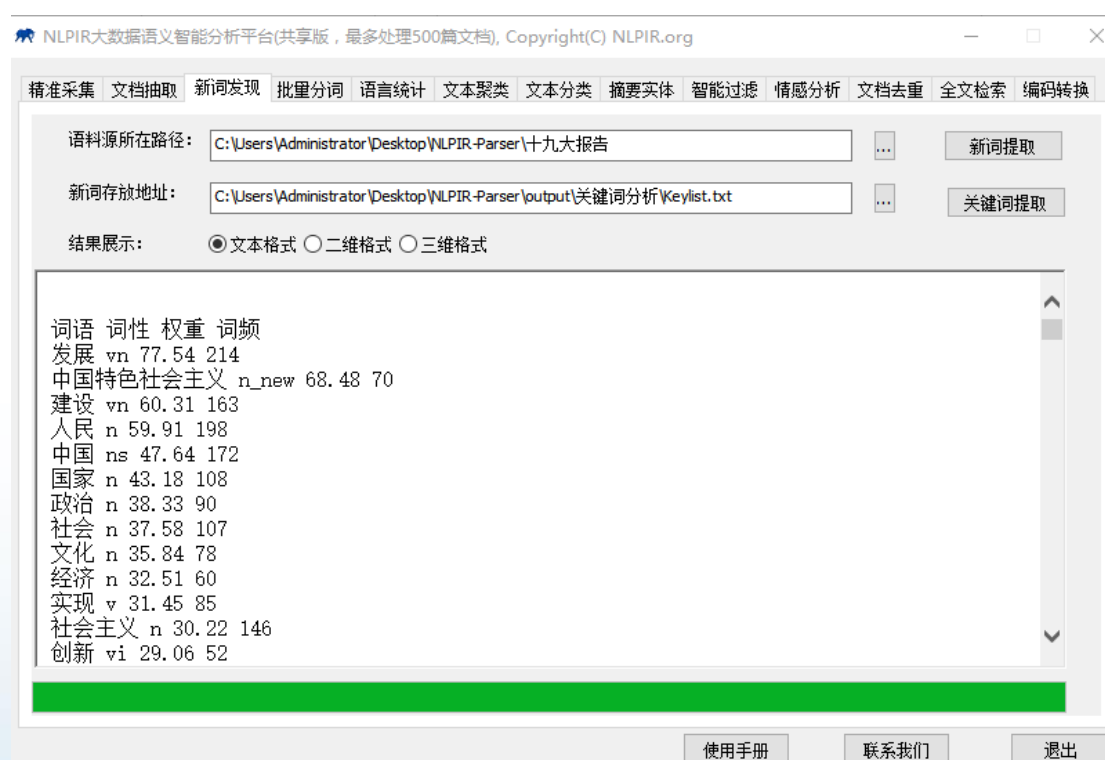 NLPIR大数据语义智能分析平台(共享版，最多处理500篇文档), Copyright(C) NLPIR.org
精准采集 文档抽取 新词发现 批量分词 语言统计 文本聚类 文本分类 摘要实体 智能过滤 情感分析 文档去重 全文检索 编码转换
语料源所在路径： C:\Users\Administrator\Desktop\NLPIR-Parser\十九大报告 ... 新词提取
新词存放地址： C:\Users\Administrator\Desktop\NLPIR-Parser\output\关键词分析\Keylist.txt ... 关键词提取
结果展示： 文本格式 二维格式 三维格式
词语 词性 权重 词频
发展 vn 77.54 214
中国特色社会主义 n_new 68.48 70
建设 vn 60.31 163
人民 n 59.91 198
中国 ns 47.64 172
国家 n 43.18 108
政治 n 38.33 90
社会 n 37.58 107
文化 n 35.84 78
经济 n 32.51 60
实现 v 31.45 85
社会主义 n 30.22 146
创新 vi 29.06 52
使用手册 联系我们 退出